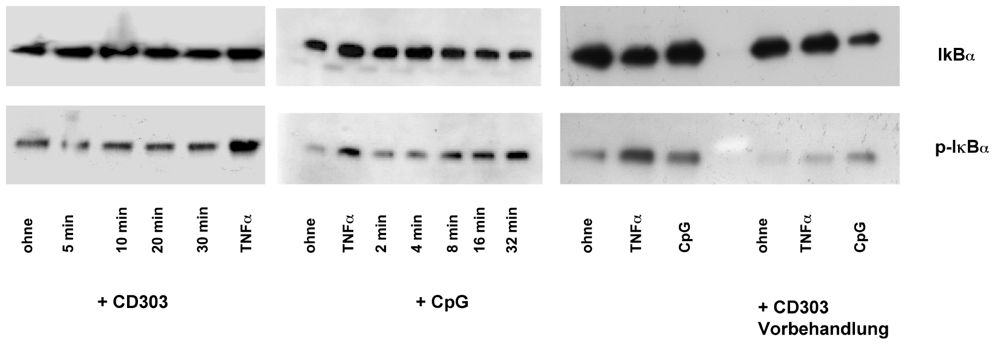 IkBα
p-IκBα
ohne
5 min
10 min
20 min
30 min
TNFα
ohne
TNFα
2 min
4 min
8 min
16 min
32 min
ohne
TNFα
CpG
ohne
TNFα
CpG
+ CD303
+ CpG
+ CD303
Vorbehandlung